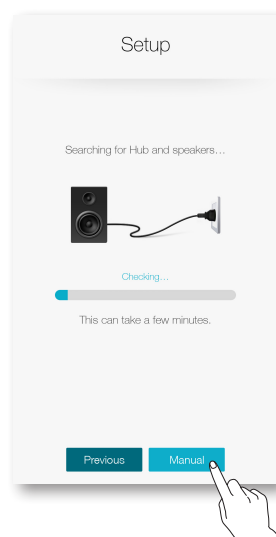 Setup
Searching for Hub and speakers...
Checking...
This can take a few minutes.
Previous
Manual